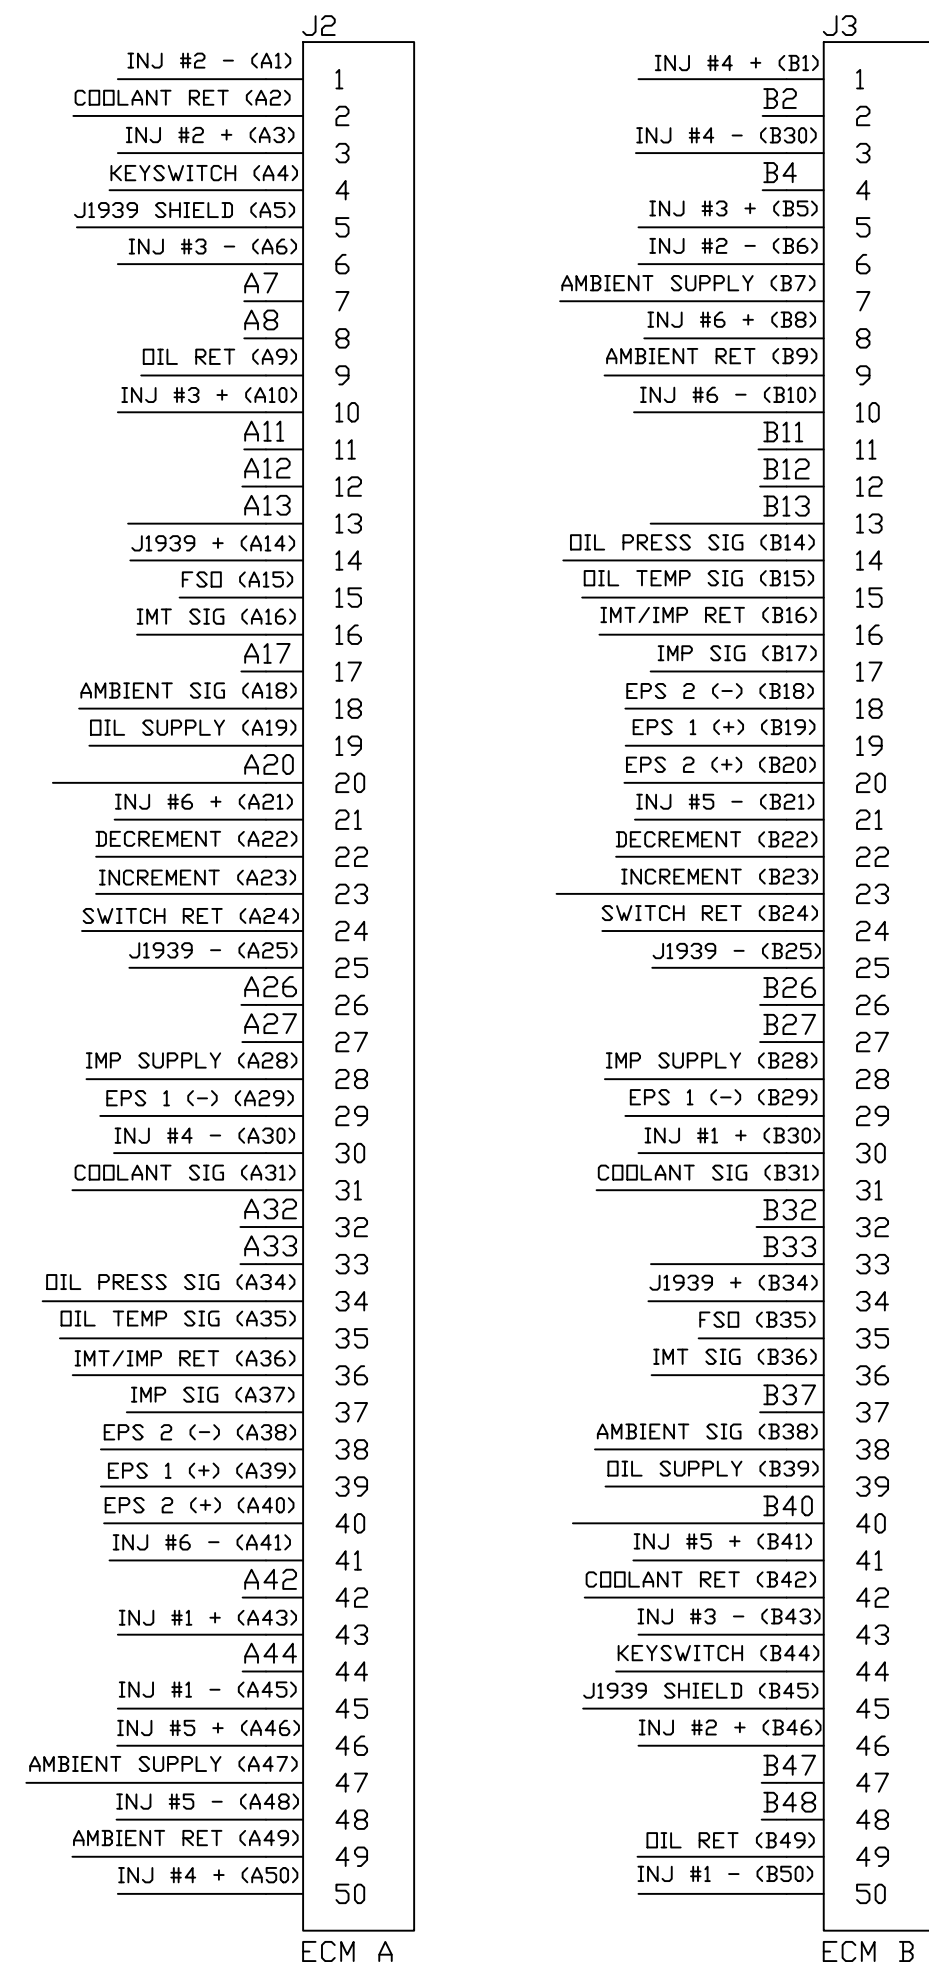 J2
INJ #2 - (A1)
1
COOLANT RET (A2)
2
INJ #2 + (A3)
3
KEYSWITCH (A4)
4
J1939 SHIELD (A5)
5
INJ #3 - (A6)
6
A7
7
A8
8
OIL RET (A9)
9
INJ #3 + (A10)
10
A11
11
A12
12
A13
13
J1939 + (A14)
14
FSO (A15)
15
IMT SIG (A16)
16
A17
17
AMBIENT SIG (A18)
18
OIL SUPPLY (A19)
19
A20
20
INJ #6 + (A21)
21
DECREMENT (A22)
22
INCREMENT (A23)
23
SWITCH RET (A24)
24
J1939 - (A25)
25
A26
26
A27
27
IMP SUPPLY (A28)
28
EPS 1 (-) (A29)
29
INJ #4 - (A30)
30
COOLANT SIG (A31)
31
A32
32
A33
33
OIL PRESS SIG (A34)
34
OIL TEMP SIG (A35)
35
IMT/IMP RET (A36)
36
IMP SIG (A37)
37
EPS 2 (-) (A38)
38
EPS 1 (+) (A39)
39
EPS 2 (+) (A40)
40
INJ #6 - (A41)
41
A42
42
INJ #1 + (A43)
43
A44
44
INJ #1 - (A45)
45
INJ #5 + (A46)
46
AMBIENT SUPPLY (A47)
47
INJ #5 - (A48)
48
AMBIENT RET (A49)
49
INJ #4 + (A50)
50
ECM A
J3
INJ #4 + (B1)
1
B2
2
INJ #4 - (B30)
3
B4
4
INJ #3 + (B5)
5
INJ #2 - (B6)
6
AMBIENT SUPPLY (B7)
7
INJ #6 + (B8)
8
AMBIENT RET (B9)
9
INJ #6 - (B10)
10
B11
11
B12
12
B13
13
OIL PRESS SIG (B14)
14
OIL TEMP SIG (B15)
15
IMT/IMP RET (B16)
16
IMP SIG (B17)
17
EPS 2 (-) (B18)
18
EPS 1 (+) (B19)
19
EPS 2 (+) (B20)
20
INJ #5 - (B21)
21
DECREMENT (B22)
22
INCREMENT (B23)
23
SWITCH RET (B24)
24
J1939 - (B25)
25
B26
26
B27
27
IMP SUPPLY (B28)
28
EPS 1 (-) (B29)
29
INJ #1 + (B30)
30
COOLANT SIG (B31)
31
B32
32
B33
33
J1939 + (B34)
34
FSO (B35)
35
IMT SIG (B36)
36
B37
37
AMBIENT SIG (B38)
38
OIL SUPPLY (B39)
39
B40
40
INJ #5 + (B41)
41
COOLANT RET (B42)
42
INJ #3 - (B43)
43
KEYSWITCH (B44)
44
J1939 SHIELD (B45)
45
INJ #2 + (B46)
46
B47
47
B48
48
OIL RET (B49)
49
INJ #1 - (B50)
50
ECM B